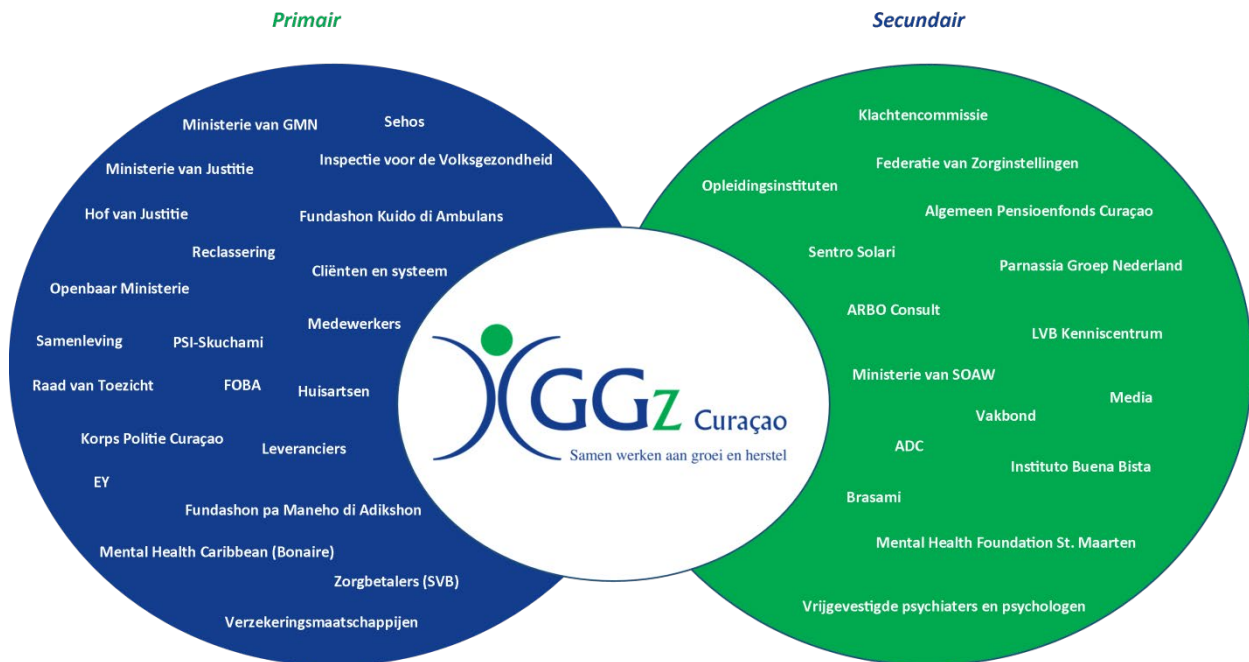 Primair
Secundair
Ministerie van GMN
Sehos
Inspectie voor de Volksgezondheid
Ministerie van Justitie
Hof van Justitie
Fundashon Kuido di Ambulans
Reclassering
Cliënten en systeem
Openbaar Ministerie
Medewerkers
Samenleving
PSI-Skuchami
Raad van Toezicht
FOBA
Huisartsen
Korps Politie Curaçao
Leveranciers
EY
Fundashon pa Maneho di Adikshon
Mental Health Caribbean (Bonaire)
Zorgbetalers (SVB)
Verzekeringsmaatschappijen
GGz Curaçao
Samen werken aan groei en herstel
Klachtencommissie
Federatie van Zorginstellingen
Opleidingsinstituten
Algemeen Pensioenfonds Curaçao
Sentro Solari
Parnassia Groep Nederland
ARBO Consult
LVB Kenniscentrum
Ministerie van SOAW
Media
Vakbond
ADC
Instituto Buena Bista
Brasami
Mental Health Foundation St. Maarten
Vrijgevestigde psychiaters en psychologen